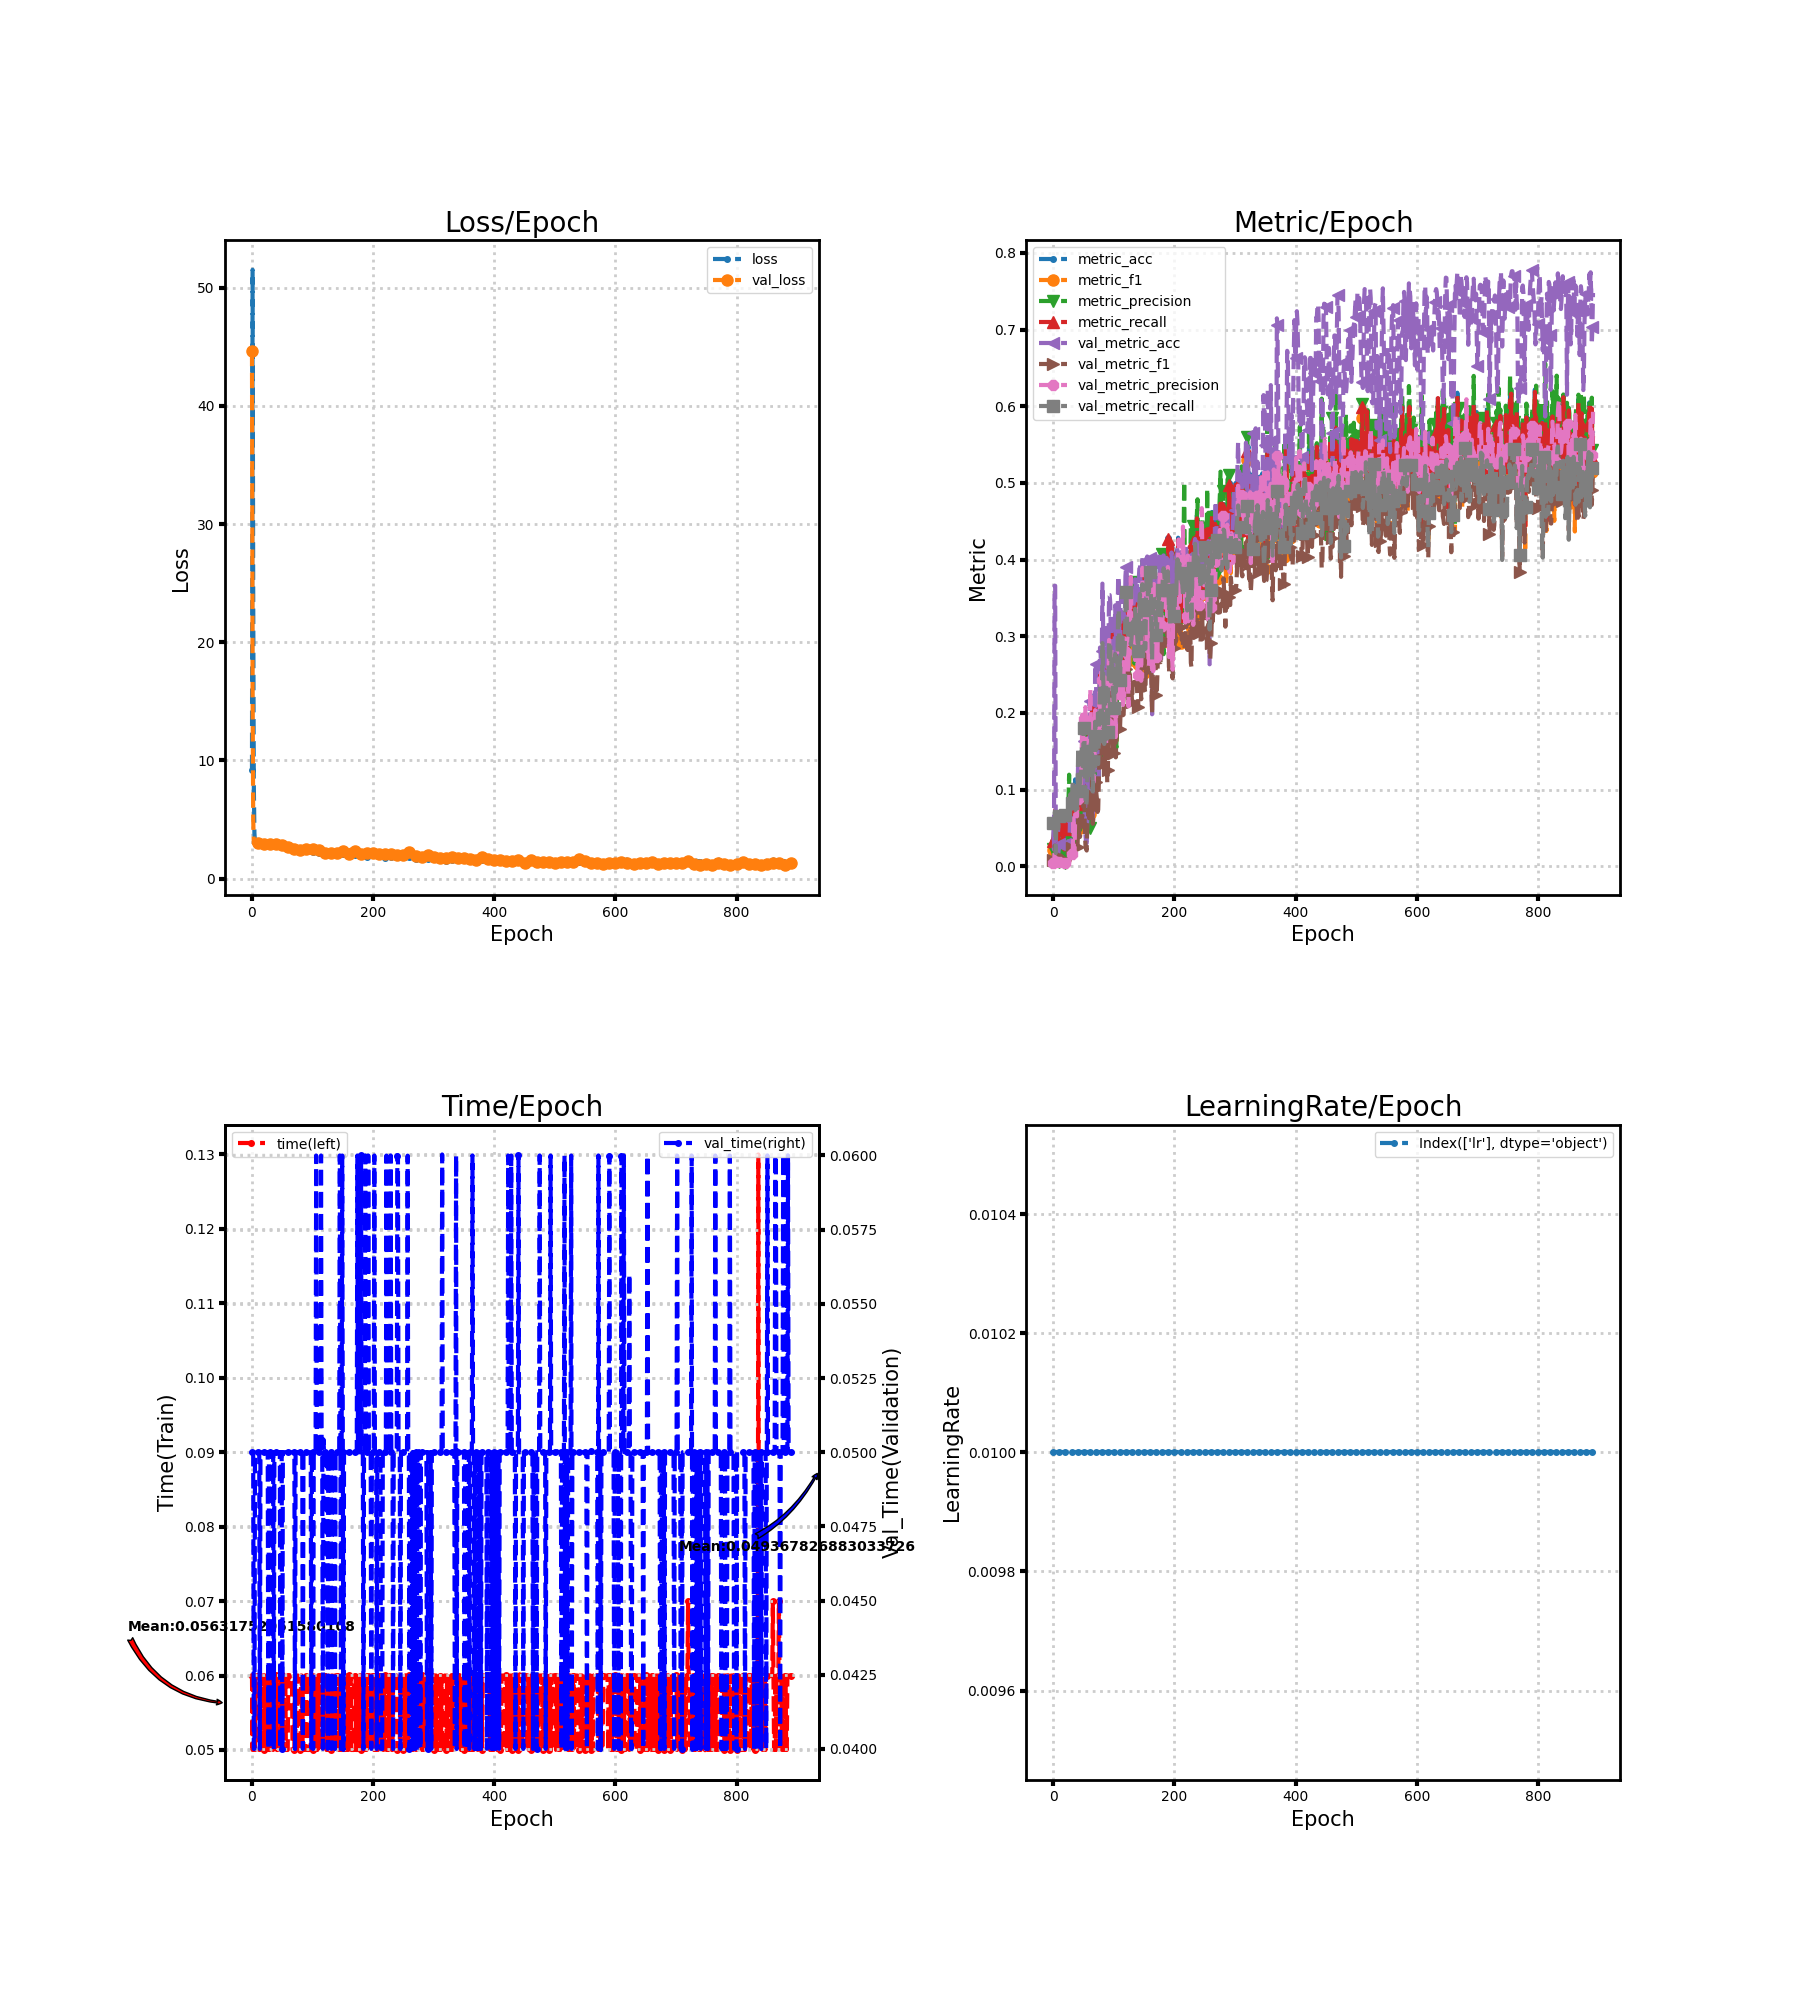 Loss/Epoch
50
40
30
20
10
0
Loss
0 200 400 600 800
Epoch
loss
val_loss
Metric/Epoch
0.8
0.7
0.6
0.5
0.4
0.3
0.2
0.1
0.0
Metric
0 200 400 600 800
Epoch
metric_acc
metric_f1
metric_precision
metric_recall
val_metric_acc
val_metric_f1
val_metric_precision
val_metric_recall
Time/Epoch
0.13
0.12
0.11
0.10
0.09
0.08
0.07
0.06
0.05
Time(Train)
0 200 400 600 800
Epoch
time(left)
val_time(right)
0.0600
0.0575
0.0550
0.0525
0.0500
0.0475
0.0450
0.0425
0.0400
Val_Time(Validation)
LearningRate/Epoch
0.0104
0.0102
0.0100
0.0098
0.0096
LearningRate
0 200 400 600 800
Epoch
Index(['lr'], dtype='object')